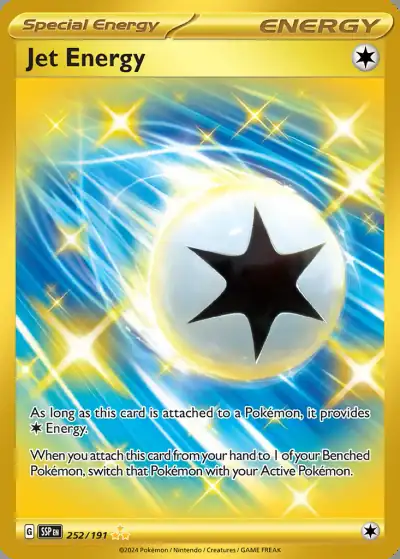 Special Energy ENERGY
Jet Energy
As long as this card is attached to a Pokémon, it provides
Energy.
When you attach this card from your hand to 1 of your Benched
Pokémon, switch that Pokémon with your Active Pokémon.
G SSP EN 252/191
©2024 Pokémon / Nintendo / Creatures / GAME FREAK